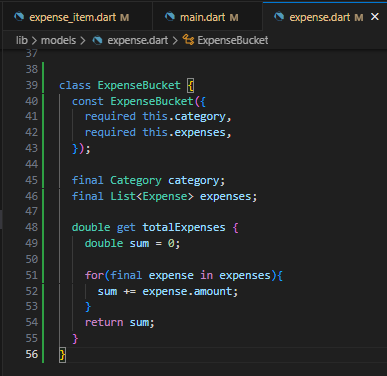 expense_item.dart M
main.dart M
expense.dart M X
lib > models > expense.dart > ExpenseBucket
37
38
39 class ExpenseBucket {
40 const ExpenseBucket({
41 required this.category,
42 required this.expenses,
43 });
44
45 final Category category;
46 final List<Expense> expenses;
47
48 double get totalExpenses {
49 double sum = 0;
50
51 for(final expense in expenses){
52 sum += expense.amount;
53 }
54 return sum;
55 }
56 }